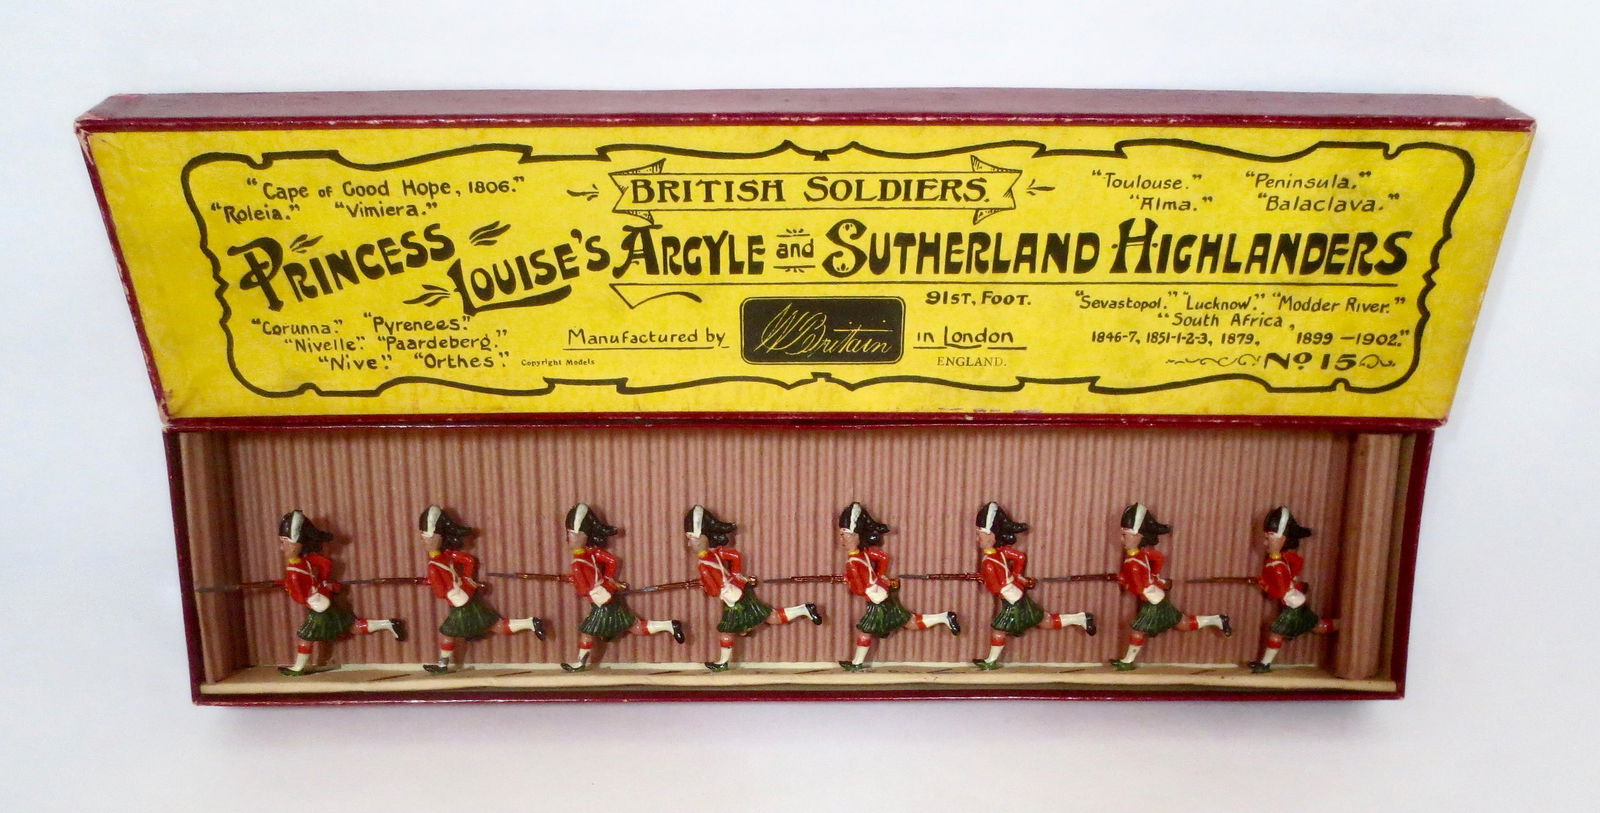 "Cape of Good Hope, 1806."
"Roleia." "Vimiera."
BRITISH SOLDIERS.
"Toulouse." "Peninsula."
"Alma." "Balaclava."
PRINCESS LOUISE'S ARGYLE and SUTHERLAND HIGHLANDERS
91ST, FOOT.
"Corunna." "Pyrenees."
"Nivelle." "Paardeberg."
"Nive." "Orthes."
Copyright Models
Manufactured by W Britain in London
ENGLAND.
"Sevastopol." "Lucknow." "Modder River."
"South Africa,
1846-7, 1851-1-2-3, 1879, 1899-1902."
No 15